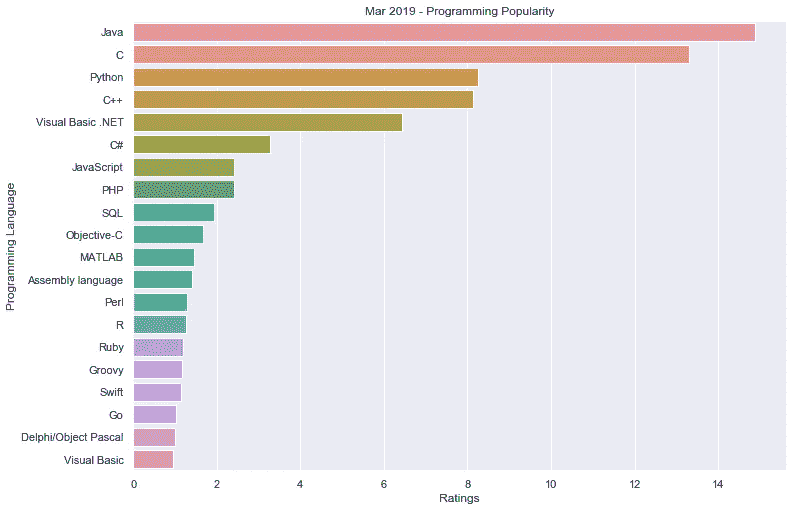 Mar 2019 - Programming Popularity
Programming Language
Java
C
Python
C++
Visual Basic .NET
C#
JavaScript
PHP
SQL
Objective-C
MATLAB
Assembly language
Perl
R
Ruby
Groovy
Swift
Go
Delphi/Object Pascal
Visual Basic
0 2 4 6 8 10 12 14
Ratings